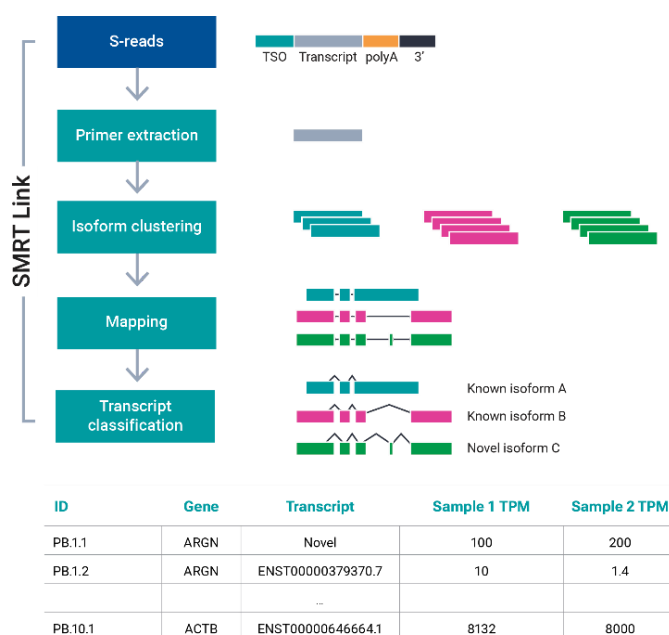 SMRT Link
S-reads
TSO Transcript polyA 3'
Primer extraction
Isoform clustering
Mapping
Transcript
classification
Known isoform A
Known isoform B
Novel isoform C
ID Gene Transcript Sample 1 TPM Sample 2 TPM
PB.1.1 ARGN Novel 100 200
PB.1.2 ARGN ENST00000379370.7 10 1.4
...
PB.10.1 ACTB ENST00000646664.1 8132 8000